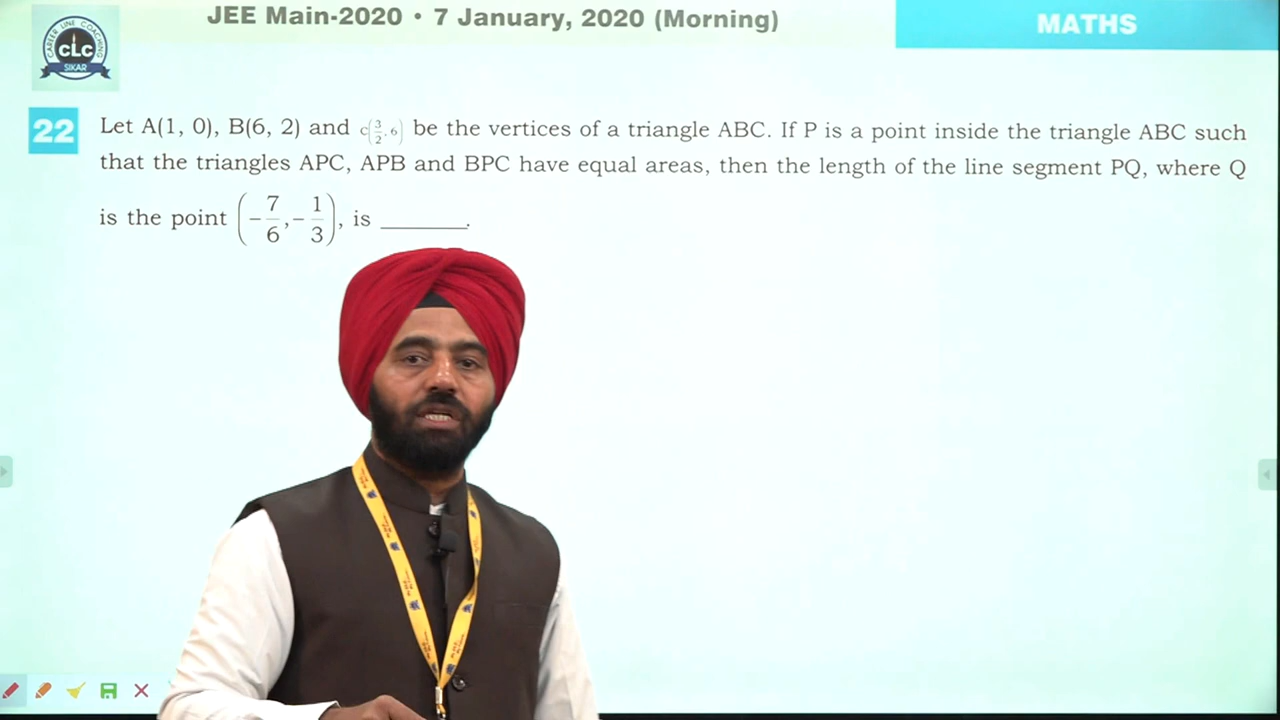 JEE Main-2020 • 7 January, 2020 (Morning)
MATHS
CAREER LINE COACHING
CLC
SIKAR
22
Let A(1, 0), B(6, 2) and C(3/2, 6) be the vertices of a triangle ABC. If P is a point inside the triangle ABC such
that the triangles APC, APB and BPC have equal areas, then the length of the line segment PQ, where Q
is the point (-7/6, -1/3), is ________.